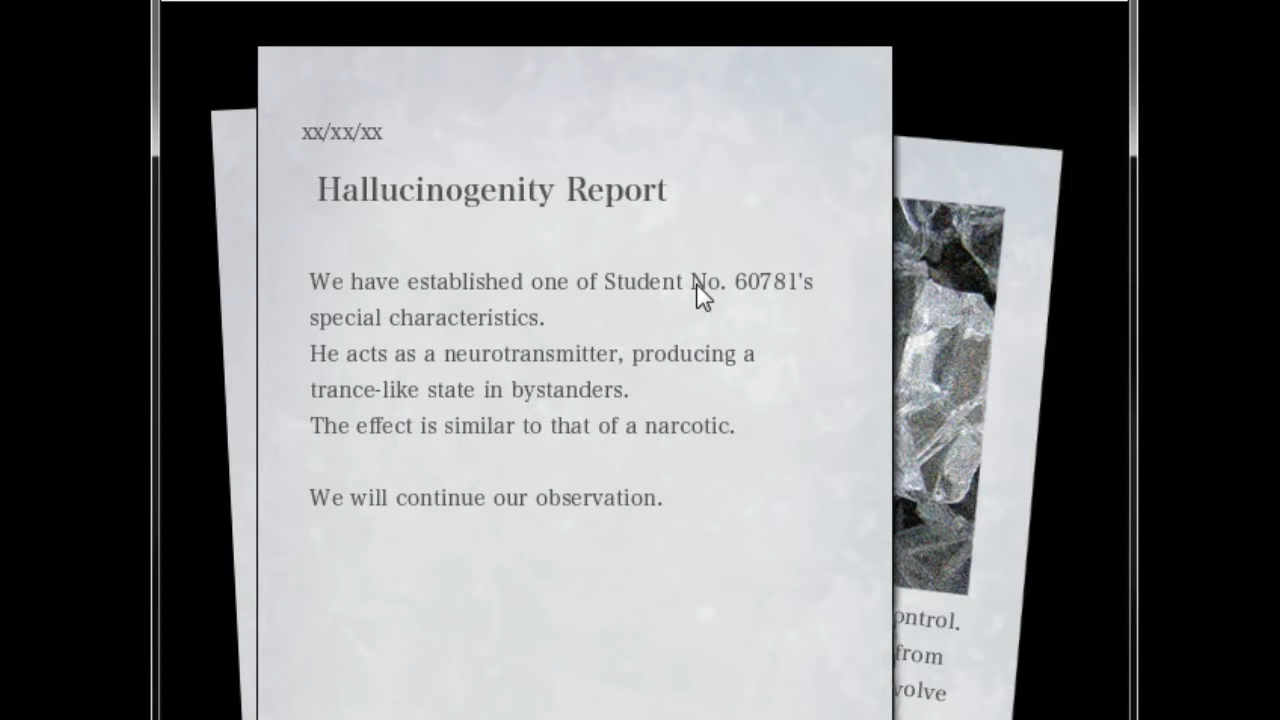 xx/xx/xx
Hallucinogenity Report
We have established one of Student No. 60781's
special characteristics.
He acts as a neurotransmitter, producing a
trance-like state in bystanders.
The effect is similar to that of a narcotic.
We will continue our observation.
ontrol.
from
volve